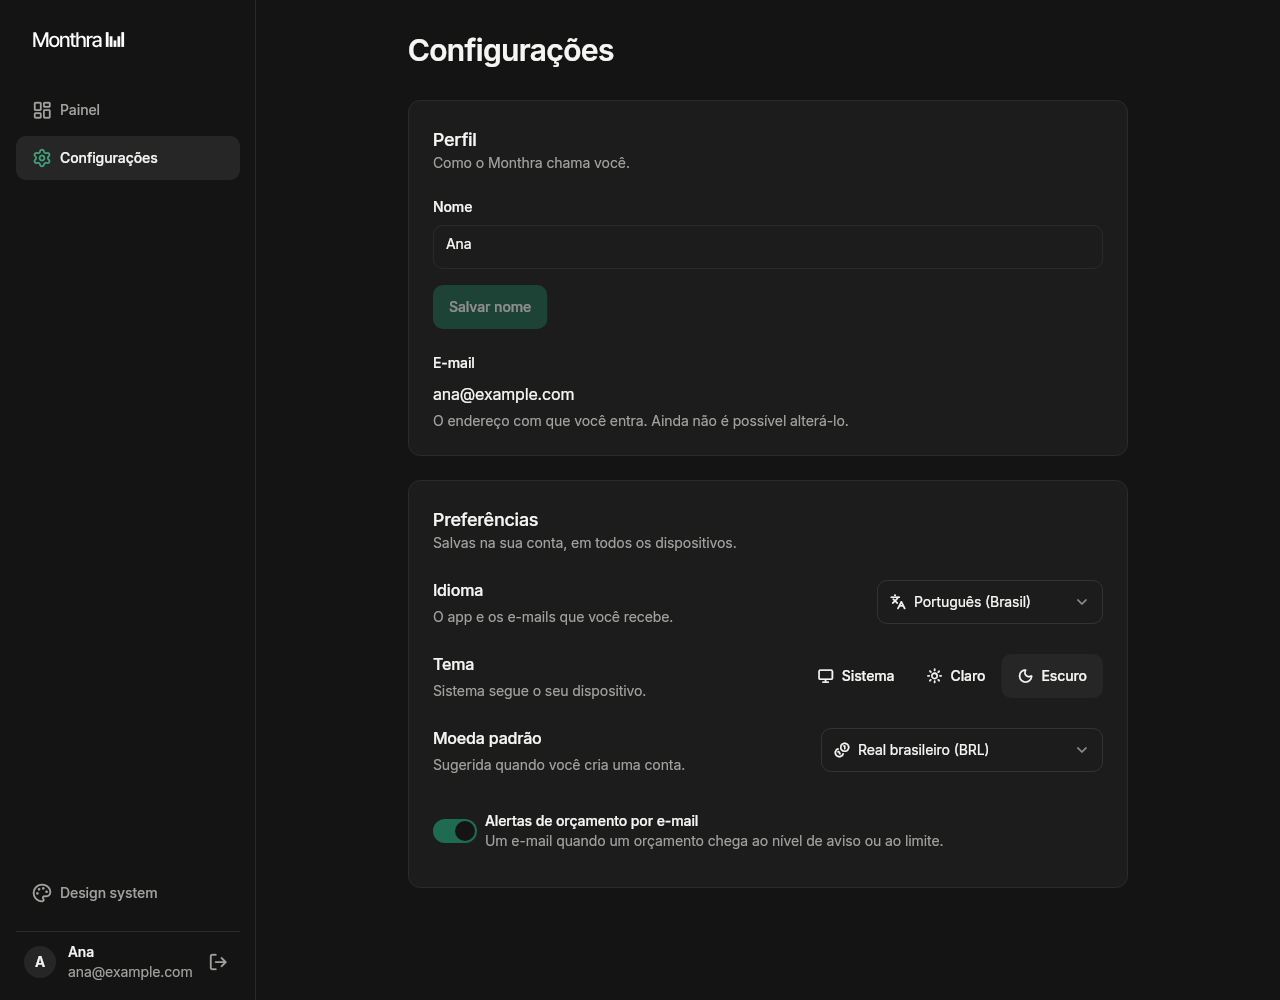 Monthra
Painel
Configurações
Design system
A
Ana
ana@example.com
Configurações
Perfil
Como o Monthra chama você.
Nome
Ana
Salvar nome
E-mail
ana@example.com
O endereço com que você entra. Ainda não é possível alterá-lo.
Preferências
Salvas na sua conta, em todos os dispositivos.
Idioma
O app e os e-mails que você recebe.
Português (Brasil)
Tema
Sistema segue o seu dispositivo.
Sistema
Claro
Escuro
Moeda padrão
Sugerida quando você cria uma conta.
Real brasileiro (BRL)
Alertas de orçamento por e-mail
Um e-mail quando um orçamento chega ao nível de aviso ou ao limite.